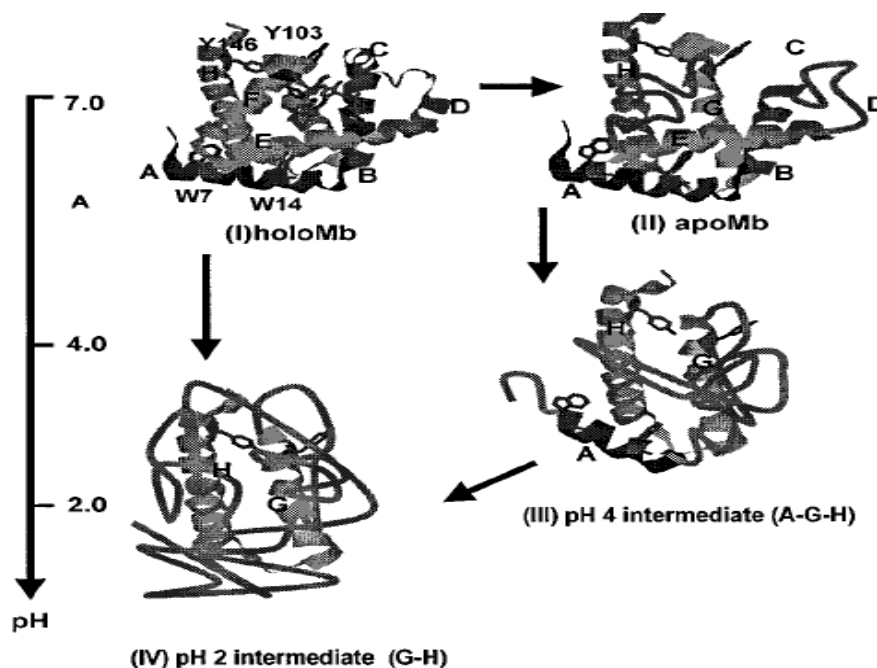 Y103
Y146
C
H
F
D
7.0
E
A
B
A
W7
W14
(I)holoMb
H
C
G
D
E
B
A
(II) apoMb
4.0
H
G
A
H
G
2.0
(III) pH 4 intermediate (A-G-H)
pH
(IV) pH 2 intermediate (G-H)